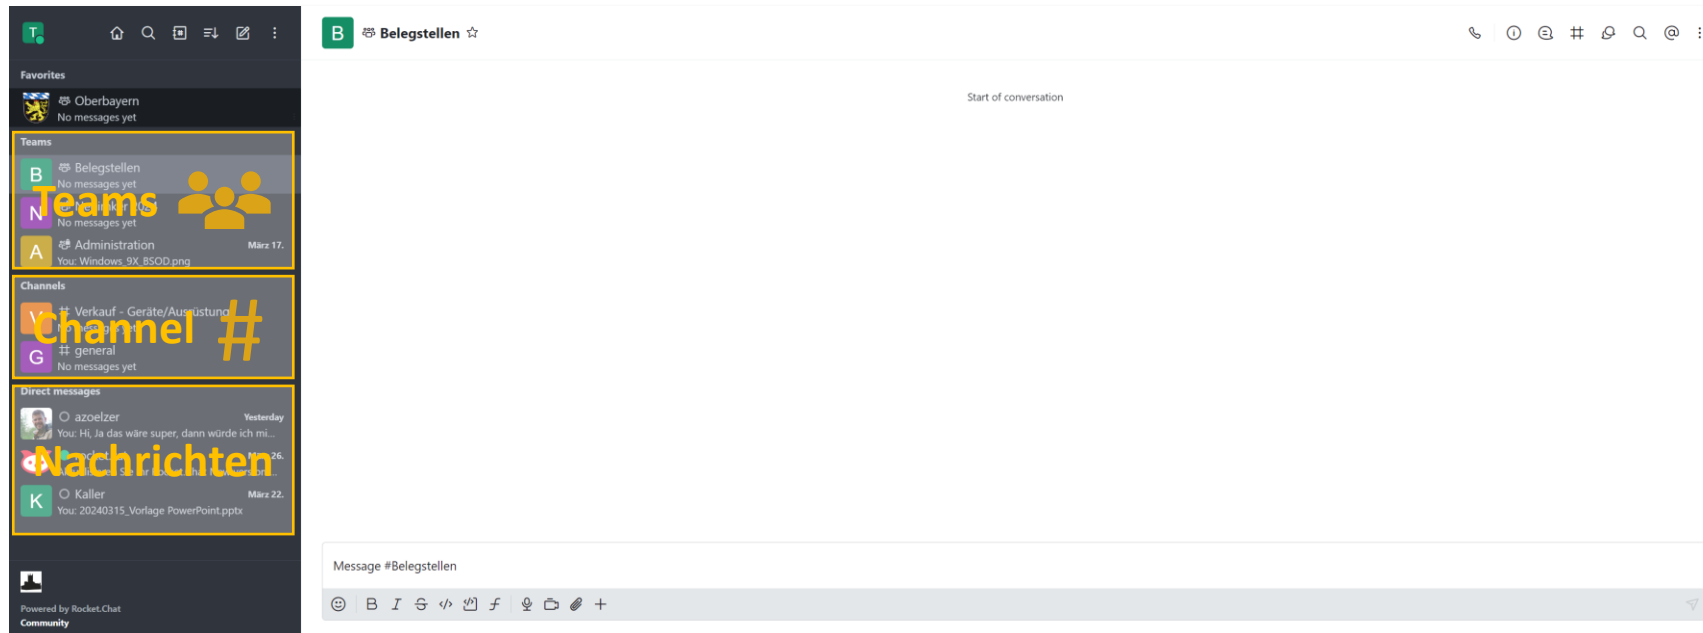 T
Favorites
Oberbayern
No messages yet
Teams
B
Belegstellen
No messages yet
Teams
N
No messages yet
A
Administration
März 17.
You: Windows_9X_BSOD.png
Channels
V
# Verkauf - Geräte/Ausrüstung
Channel #
G
# general
No messages yet
Direct messages
azoelzer
Yesterday
You: Hi, Ja das wäre super, dann würde ich mi...
Nachrichten
26.
K
Kaller
März 22.
You: 20240315_Vorlage PowerPoint.pptx
Powered by Rocket.Chat
Community
B
Belegstellen
Start of conversation
Message #Belegstellen